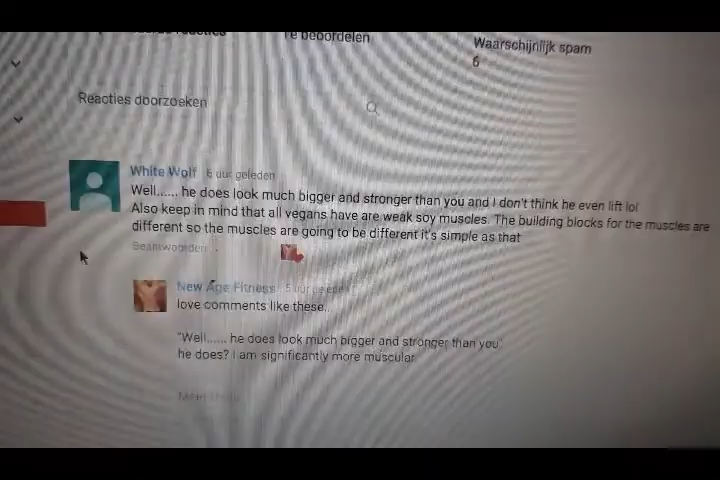 Te beoordelen
Waarschijnlijk spam
6
Reacties doorzoeken
White Wolf 6 uur geleden
Well...... he does look much bigger and stronger than you and I don't think he even lift lol
Also keep in mind that all vegans have are weak soy muscles. The building blocks for the muscles are
different so the muscles are going to be different it's simple as that
Beantwoorden
New Age Fitness 5 uur geleden
love comments like these..
"Well...... he does look much bigger and stronger than you"
he does? I am significantly more muscular